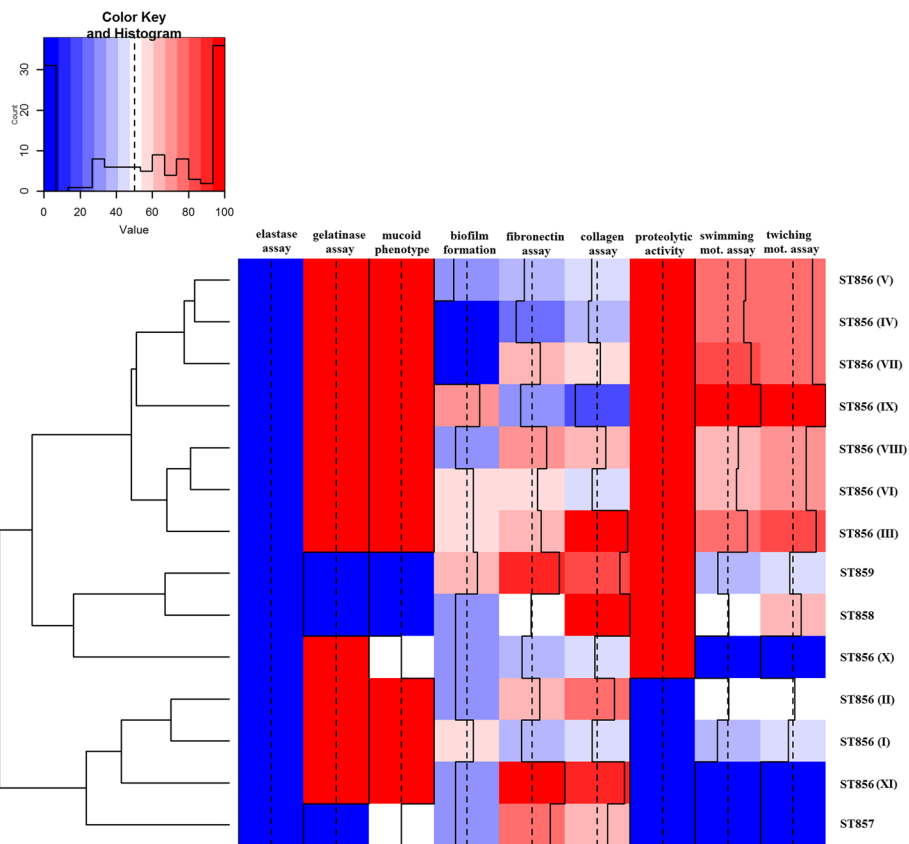 Color Key
and Histogram
Count
0 10 20 30
0 20 40 60 80 100
Value
elastase gelatinase mucoid biofilm fibronectin collagen proteolytic swimming twiching
assay assay phenotype formation assay assay activity mot. assay mot. assay
ST856 (V)
ST856 (IV)
ST856 (VII)
ST856 (IX)
ST856 (VIII)
ST856 (VI)
ST856 (III)
ST859
ST858
ST856 (X)
ST856 (II)
ST856 (I)
ST856 (XI)
ST857